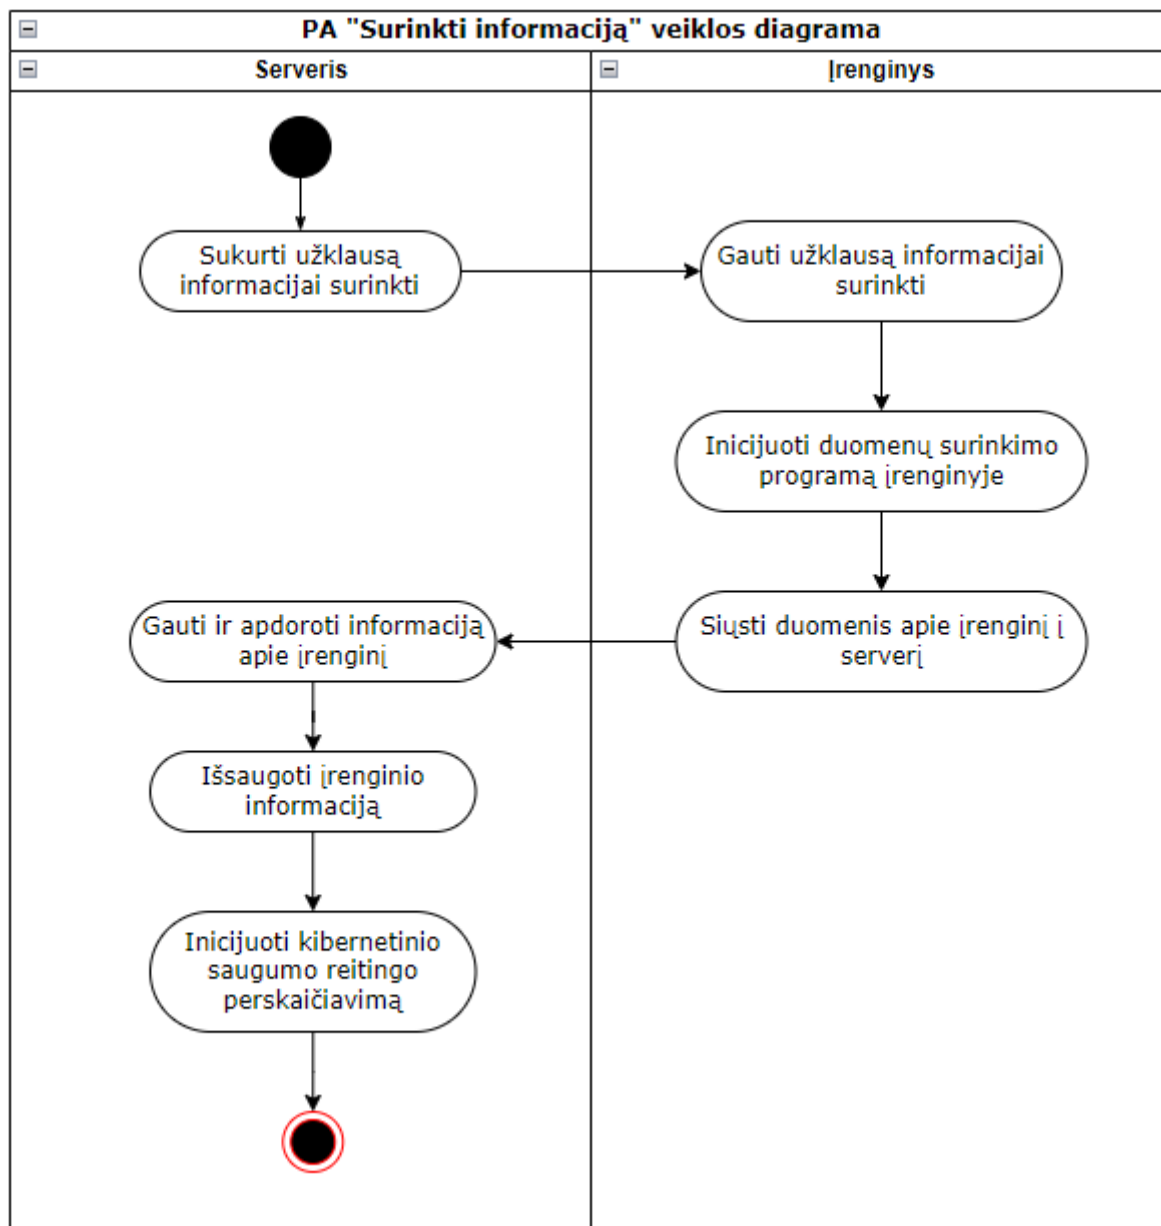 PA "Surinkti informaciją" veiklos diagrama
Serveris
Įrenginys
Sukurti užklausą
informacijai surinkti
Gauti užklausą informacijai
surinkti
Inicijuoti duomenų surinkimo
programą įrenginyje
Siųsti duomenis apie įrenginį į
serverį
Gauti ir apdoroti informaciją
apie įrenginį
Išsaugoti įrenginio
informaciją
Inicijuoti kibernetinio
saugumo reitingo
perskaičiavimą